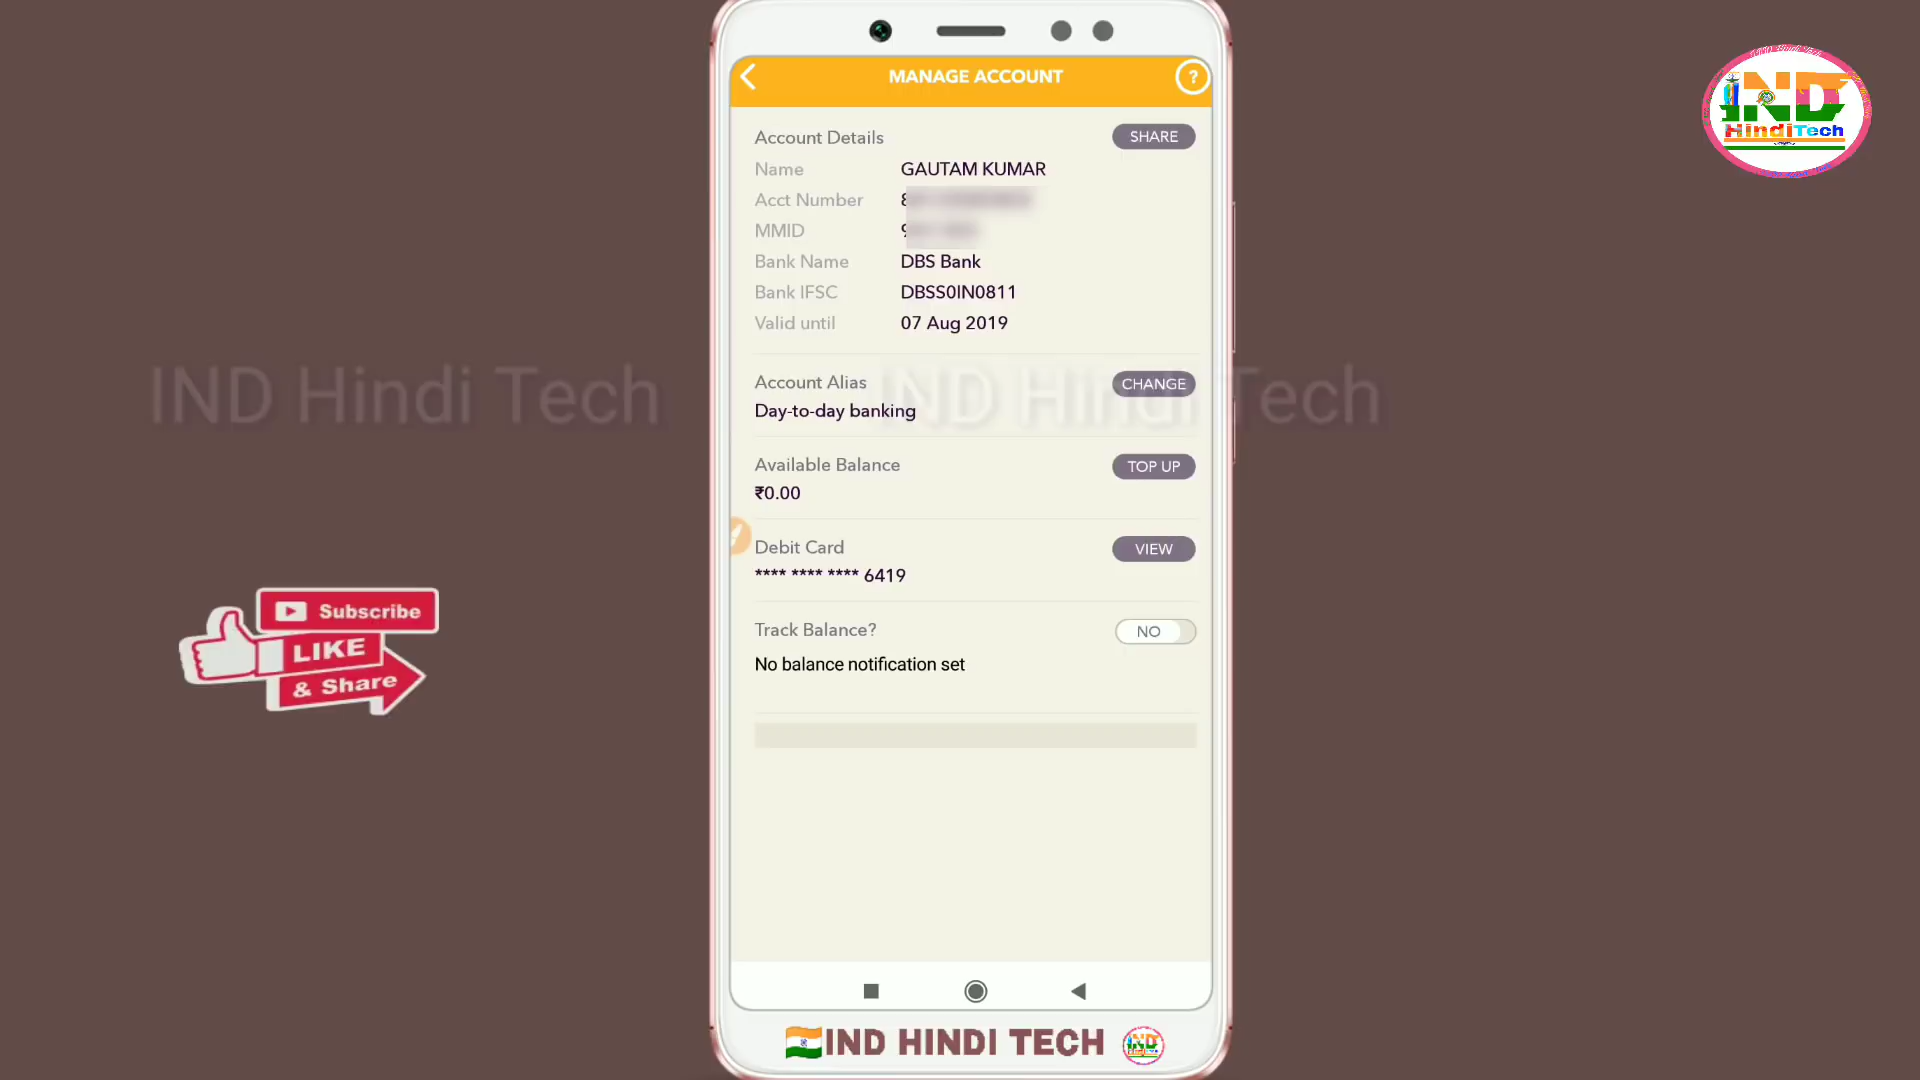 MANAGE ACCOUNT
?
Account Details SHARE
Name GAUTAM KUMAR
Acct Number 8
MMID 9
Bank Name DBS Bank
Bank IFSC DBSS0IN0811
Valid until 07 Aug 2019
Account Alias CHANGE
Day-to-day banking
Available Balance TOP UP
₹0.00
Debit Card VIEW
**** **** **** 6419
Track Balance? NO
No balance notification set
IND HINDI TECH
IND Hindi Tech
IND Hindi Tech
Subscribe
LIKE
& Share
IND
HindiTech